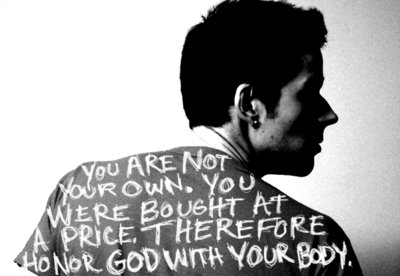 YOU ARE NOT
YOUR OWN. YOU
WERE BOUGHT AT
A PRICE. THEREFORE
HONOR GOD WITH YOUR BODY.